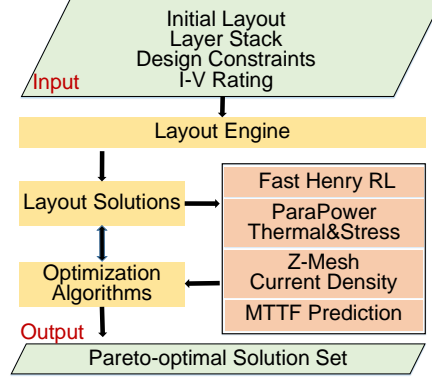 Initial Layout
Layer Stack
Design Constraints
I-V Rating
Input
Layout Engine
Layout Solutions
Fast Henry RL
ParaPower
Thermal&Stress
Z-Mesh
Current Density
MTTF Prediction
Optimization
Algorithms
Output
Pareto-optimal Solution Set